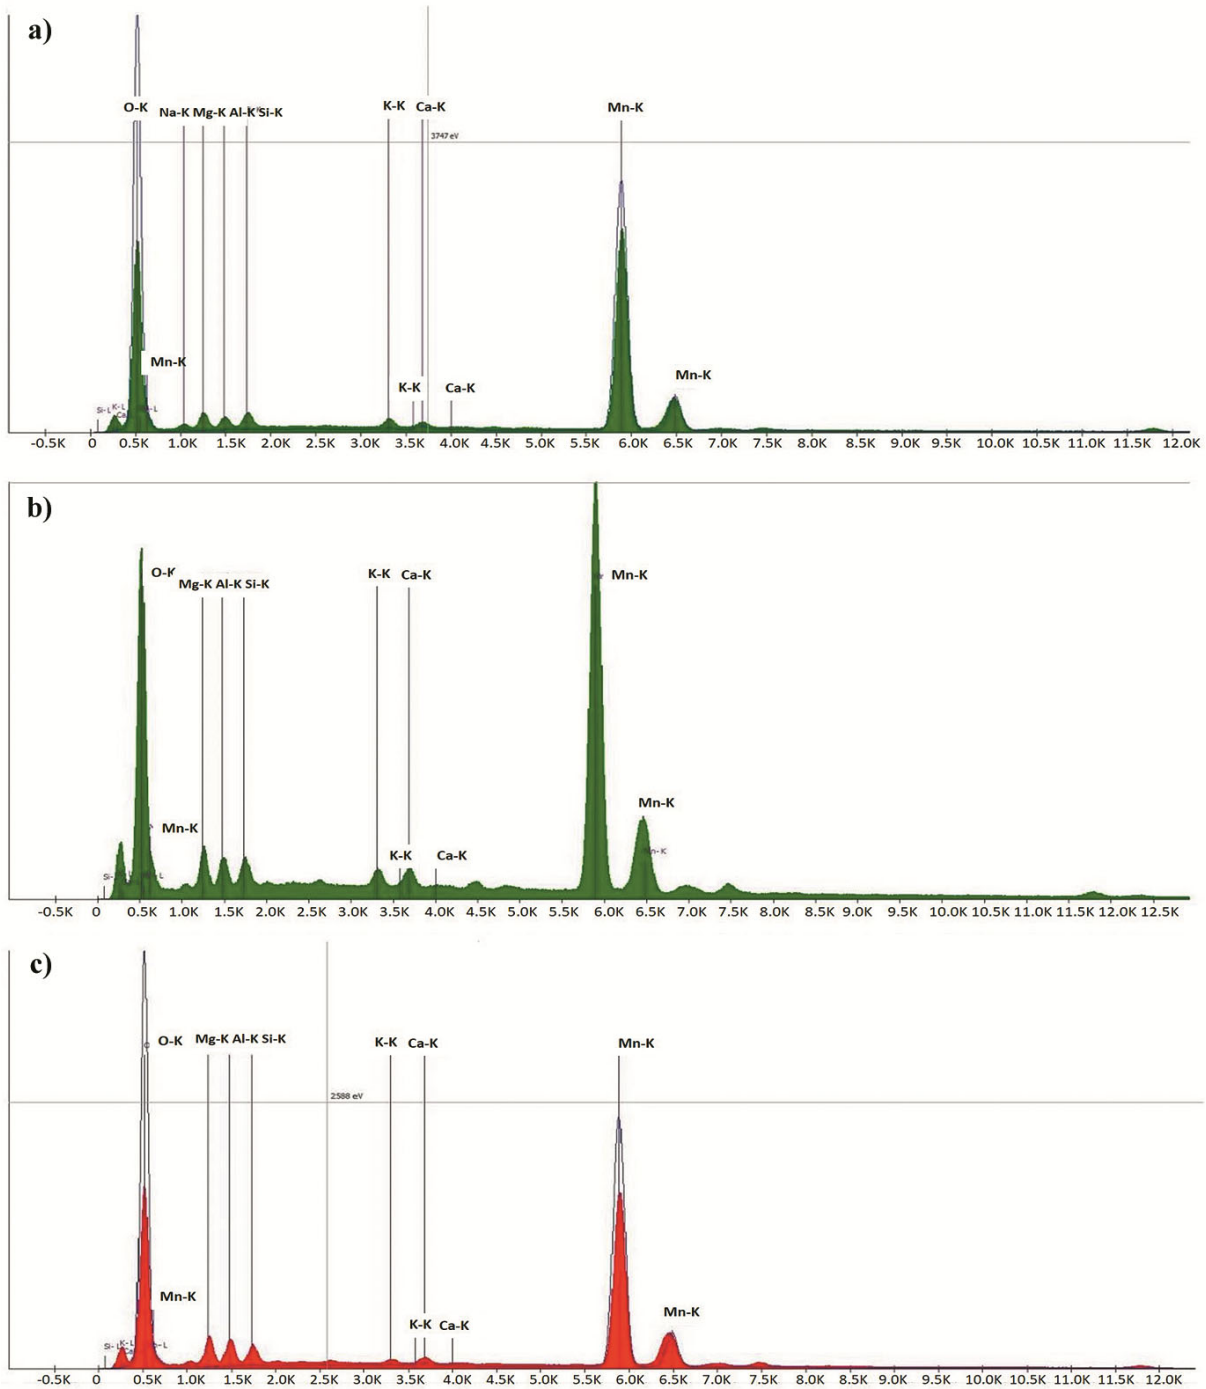 a)
O-K Na-K Mg-K Al-K Si-K K-K Ca-K Mn-K
3747 eV
Mn-K K-K Ca-K Mn-K
Si-L K-L
Ca
-0.5K 0 0.5K 1.0K 1.5K 2.0K 2.5K 3.0K 3.5K 4.0K 4.5K 5.0K 5.5K 6.0K 6.5K 7.0K 7.5K 8.0K 8.5K 9.0K 9.5K 10.0K 10.5K 11.0K 11.5K 12.0K
b)
O-K Mg-K Al-K Si-K K-K Ca-K Mn-K
Mn-K
Mn-K K-K Ca-K Mn-K
Si-
-0.5K 0 0.5K 1.0K 1.5K 2.0K 2.5K 3.0K 3.5K 4.0K 4.5K 5.0K 5.5K 6.0K 6.5K 7.0K 7.5K 8.0K 8.5K 9.0K 9.5K 10.0K 10.5K 11.0K 11.5K 12.0K 12.5K
c)
O-K Mg-K Al-K Si-K K-K Ca-K Mn-K
2588 eV
Mn-K K-K Ca-K Mn-K
Si-L K-L
Ca
-0.5K 0 0.5K 1.0K 1.5K 2.0K 2.5K 3.0K 3.5K 4.0K 4.5K 5.0K 5.5K 6.0K 6.5K 7.0K 7.5K 8.0K 8.5K 9.0K 9.5K 10.0K 10.5K 11.0K 11.5K 12.0K